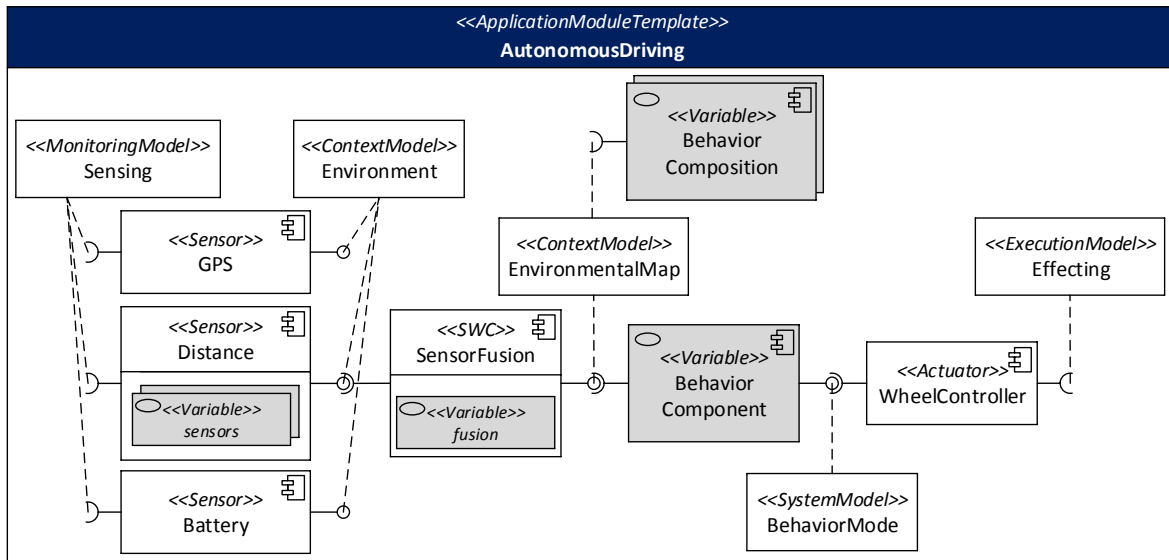 <<ApplicationModuleTemplate>>
AutonomousDriving
<<MonitoringModel>>
Sensing
<<ContextModel>>
Environment
<<Variable>>
Behavior
Composition
<<Sensor>>
GPS
<<ContextModel>>
EnvironmentalMap
<<ExecutionModel>>
Effecting
<<Sensor>>
Distance
<<Variable>>
sensors
<<SWC>>
SensorFusion
<<Variable>>
fusion
<<Variable>>
Behavior
Component
<<Actuator>>
WheelController
<<Sensor>>
Battery
<<SystemModel>>
BehaviorMode